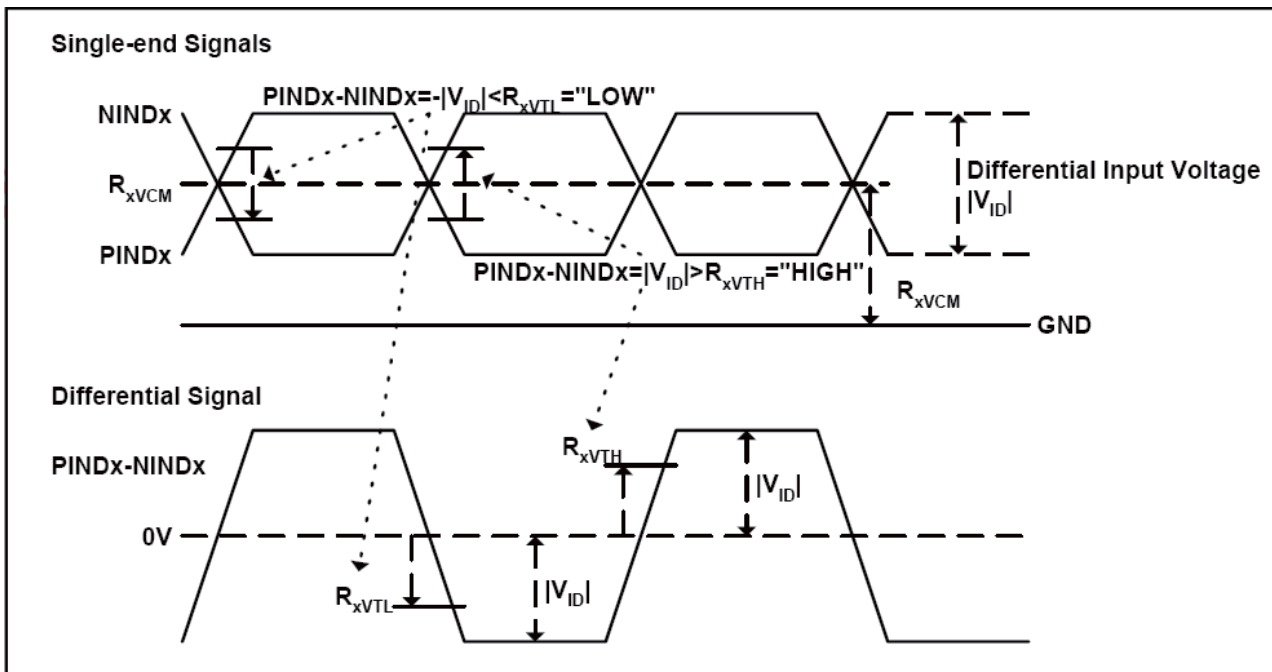 Single-end Signals
PINDx-NINDx=-|VID|<RxVTL="LOW"
NINDx
Differential Input Voltage
|VID|
RxVCM
PINDx
PINDx-NINDx=|VID|>RxVTH="HIGH"
RxVCM
GND
Differential Signal
RxVTH
PINDx-NINDx
|VID|
0V
RxVTL
|VID|